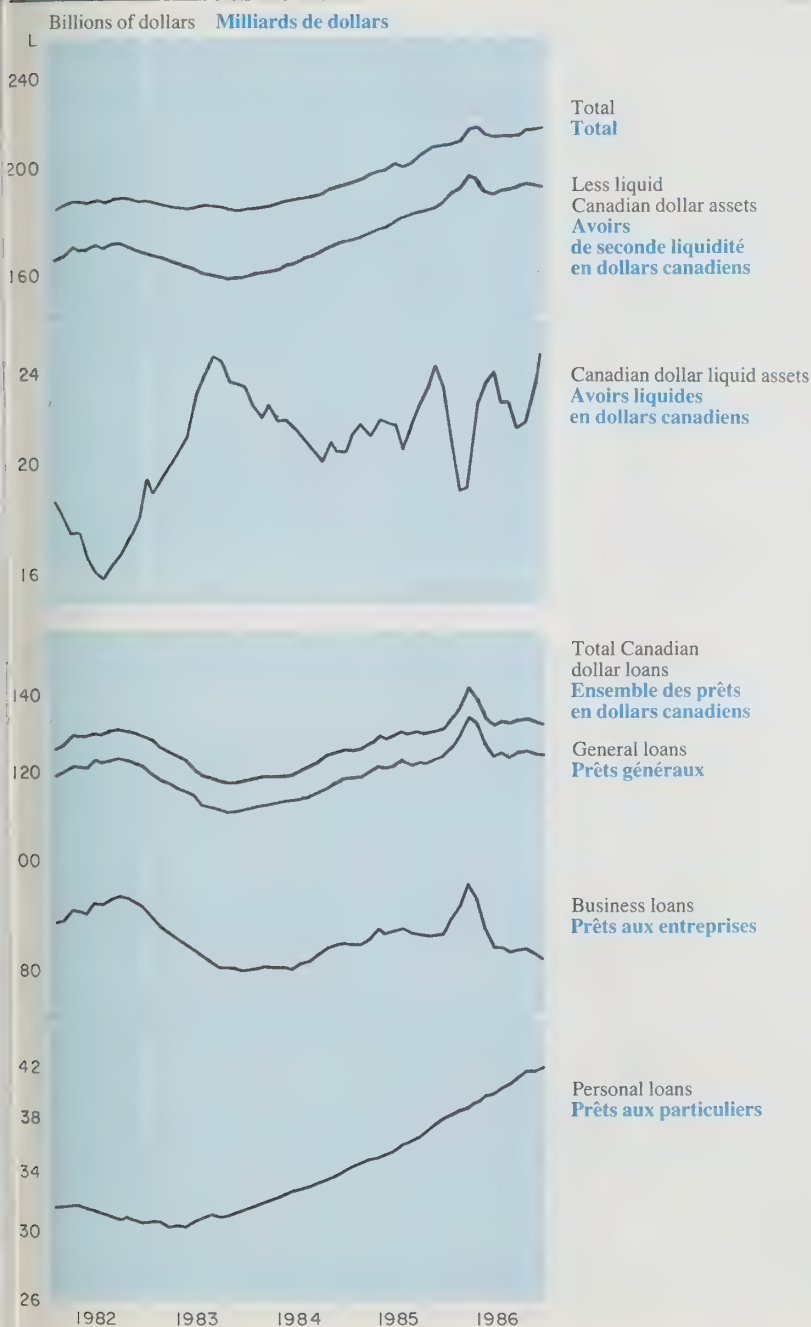 Billions of dollars Milliards de dollars
L
240
Total
Total
200
Less liquid
Canadian dollar assets
Avoirs
de seconde liquidité
en dollars canadiens
160
24
Canadian dollar liquid assets
Avoirs liquides
en dollars canadiens
20
16
Total Canadian
dollar loans
Ensemble des prêts
en dollars canadiens
140
General loans
Prêts généraux
120
00
Business loans
Prêts aux entreprises
80
42
Personal loans
Prêts aux particuliers
38
34
30
26
1982 1983 1984 1985 1986